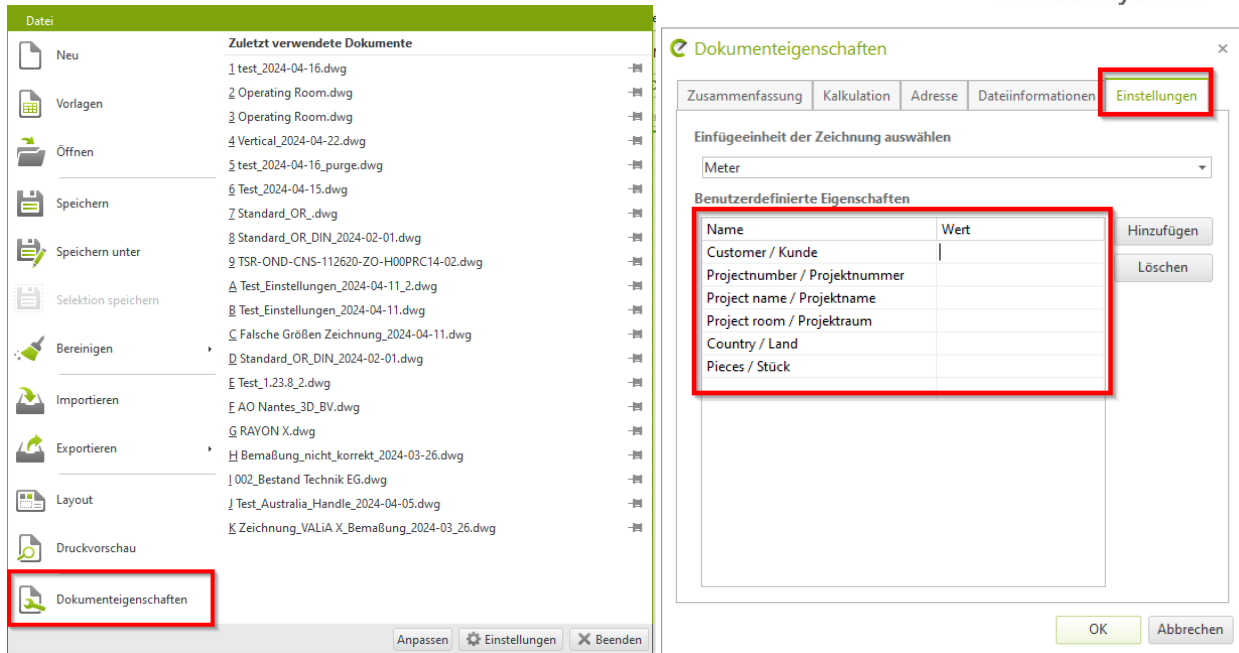 Datei
Neu
Vorlagen
Öffnen
Speichern
Speichern unter
Selektion speichern
Bereinigen
Importieren
Exportieren
Layout
Druckvorschau
Dokumenteigenschaften
Zuletzt verwendete Dokumente
1 test_2024-04-16.dwg
2 Operating Room.dwg
3 Operating Room.dwg
4 Vertical_2024-04-22.dwg
5 test_2024-04-16_purge.dwg
6 Test_2024-04-15.dwg
7 Standard_OR_.dwg
8 Standard_OR_DIN_2024-02-01.dwg
9 TSR-OND-CNS-112620-ZO-H00PRC14-02.dwg
A Test_Einstellungen_2024-04-11_2.dwg
B Test_Einstellungen_2024-04-11.dwg
C Falsche Größen Zeichnung_2024-04-11.dwg
D Standard_OR_DIN_2024-02-01.dwg
E Test_1.23.8_2.dwg
F AO Nantes_3D_BV.dwg
G RAYON X.dwg
H Bemaßung_nicht_korrekt_2024-03-26.dwg
I 002_Bestand Technik EG.dwg
J Test_Australia_Handle_2024-04-05.dwg
K Zeichnung_VALiA X_Bemaßung_2024-03_26.dwg
Anpassen Einstellungen Beenden
Dokumenteigenschaften
Zusammenfassung Kalkulation Adresse Dateiinformationen Einstellungen
Einfügeeinheit der Zeichnung auswählen
Meter
Benutzerdefinierte Eigenschaften
Name Wert
Customer / Kunde
Projectnumber / Projektnummer
Project name / Projektname
Project room / Projektraum
Country / Land
Pieces / Stück
Hinzufügen
Löschen
OK Abbrechen